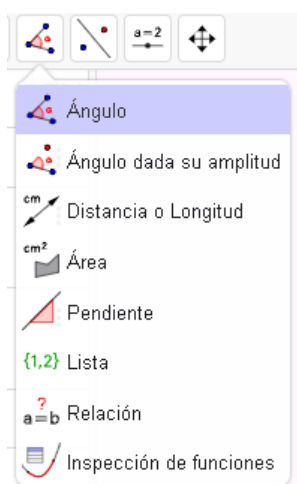 a=2
Ángulo
Ángulo dada su amplitud
cm
Distancia o Longitud
cm²
Área
Pendiente
{1,2} Lista
?
a=b Relación
Inspección de funciones